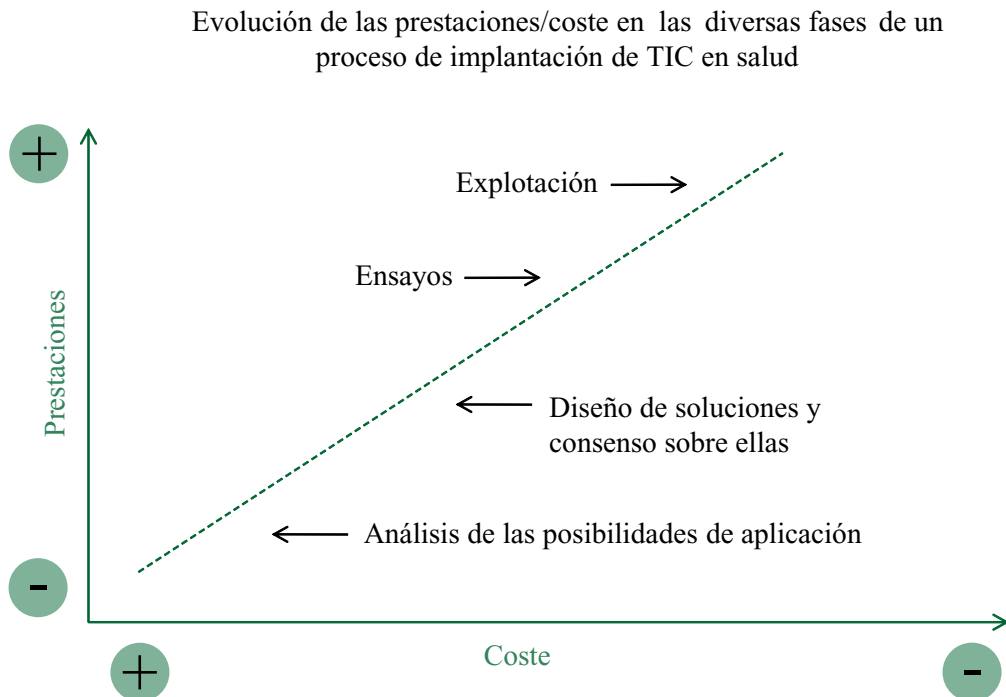 Evolución de las prestaciones/coste en las diversas fases de un
proceso de implantación de TIC en salud
+
Explotación
Ensayos
Prestaciones
Diseño de soluciones y
consenso sobre ellas
Análisis de las posibilidades de aplicación
-
Coste
+
-